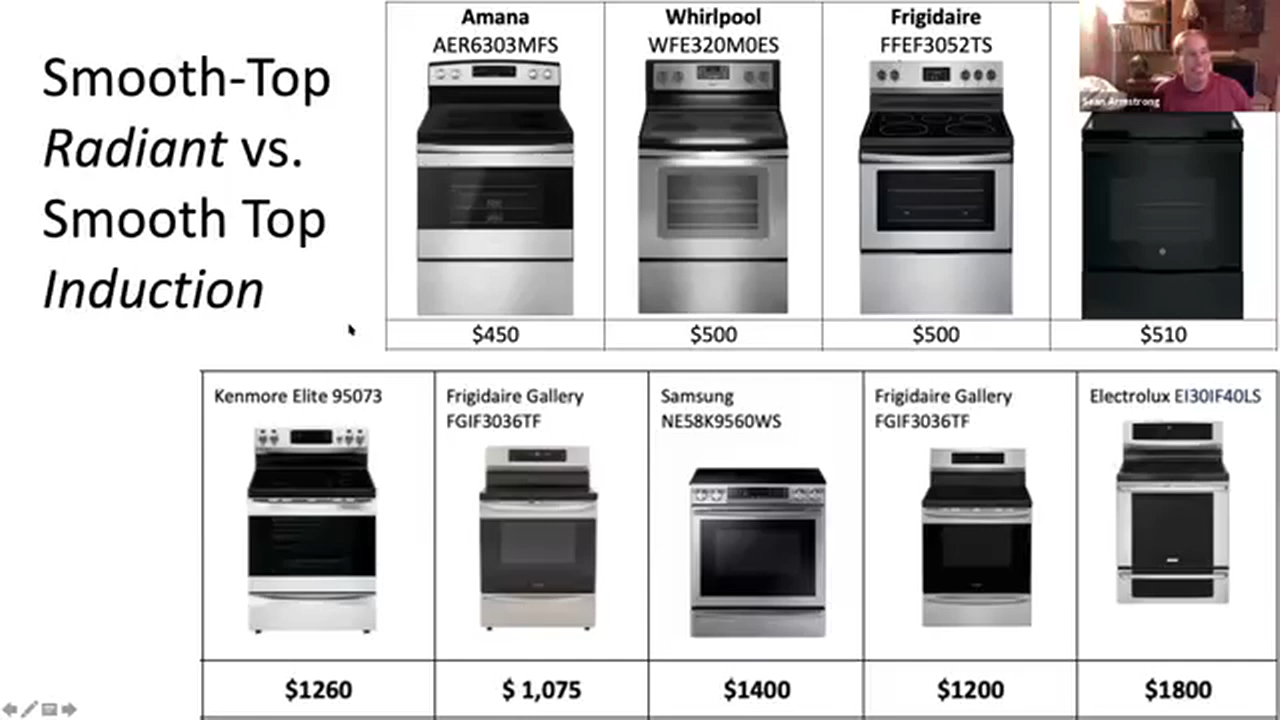 Smooth-Top
Radiant vs.
Smooth Top
Induction
Amana
AER6303MFS
Whirlpool
WFE320M0ES
Frigidaire
FFEF3052TS
Sean Armstrong
$450
$500
$500
$510
Kenmore Elite 95073
Frigidaire Gallery
FGIF3036TF
Samsung
NE58K9560WS
Frigidaire Gallery
FGIF3036TF
Electrolux EI30IF40LS
$1260
$ 1,075
$1400
$1200
$1800